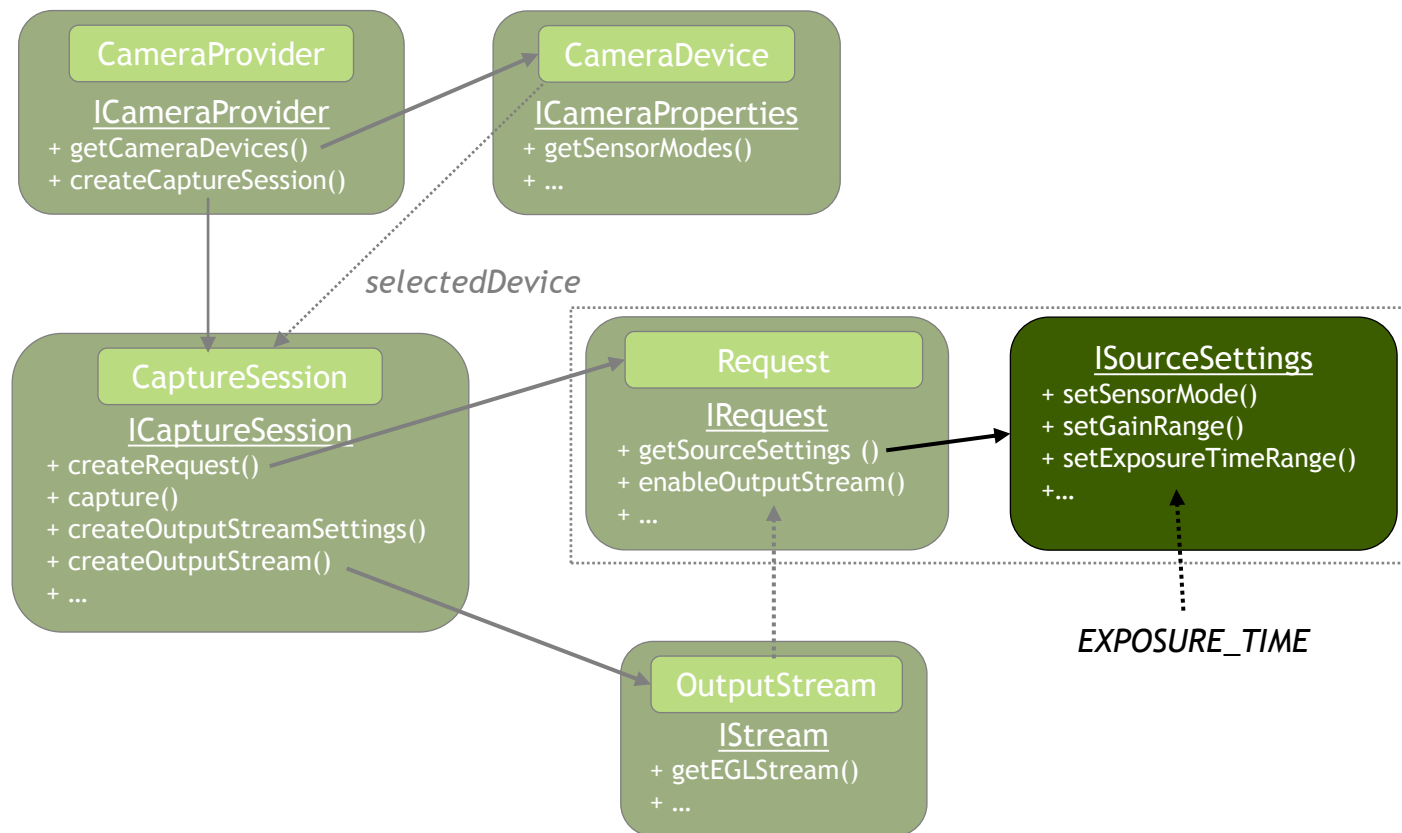 CameraProvider
ICameraProvider
+ getCameraDevices()
+ createCaptureSession()
CameraDevice
ICameraProperties
+ getSensorModes()
+ ...
selectedDevice
CaptureSession
ICaptureSession
+ createRequest()
+ capture()
+ createOutputStreamSettings()
+ createOutputStream()
+ ...
Request
IRequest
+ getSourceSettings ()
+ enableOutputStream()
+ ...
ISourceSettings
+ setSensorMode()
+ setGainRange()
+ setExposureTimeRange()
+...
EXPOSURE_TIME
OutputStream
IStream
+ getEGLStream()
+ ...